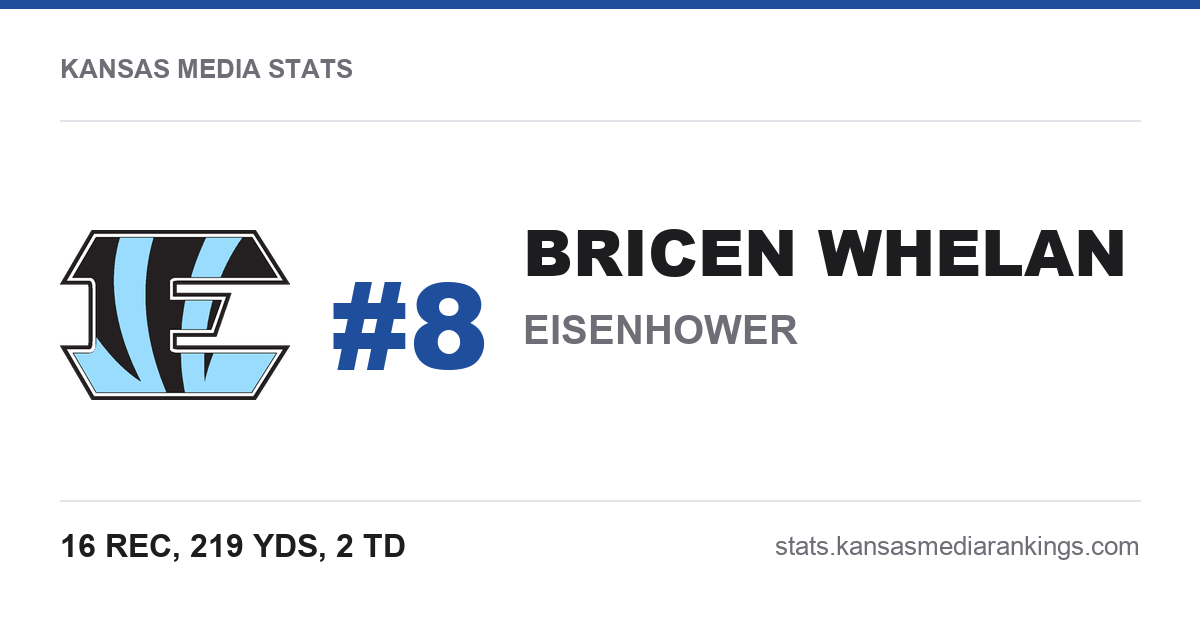 KANSAS MEDIA STATS
E
#8
BRICEN WHELAN
EISENHOWER
16 REC, 219 YDS, 2 TD
stats.kansasmediarankings.com